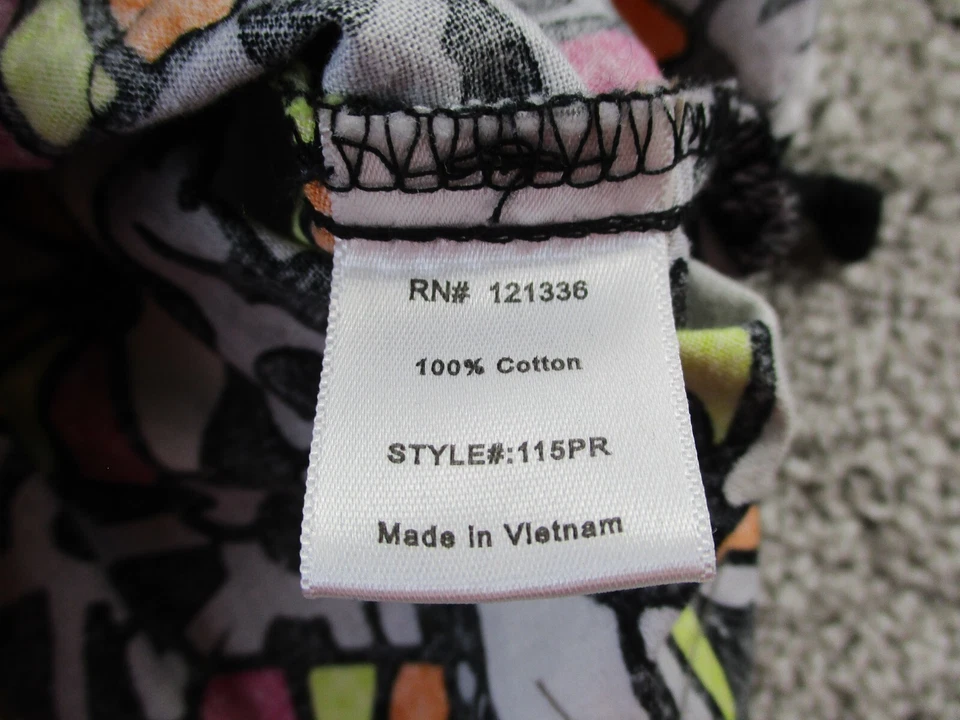 RN# 121336
100% Cotton
STYLE#:115PR
Made in Vietnam